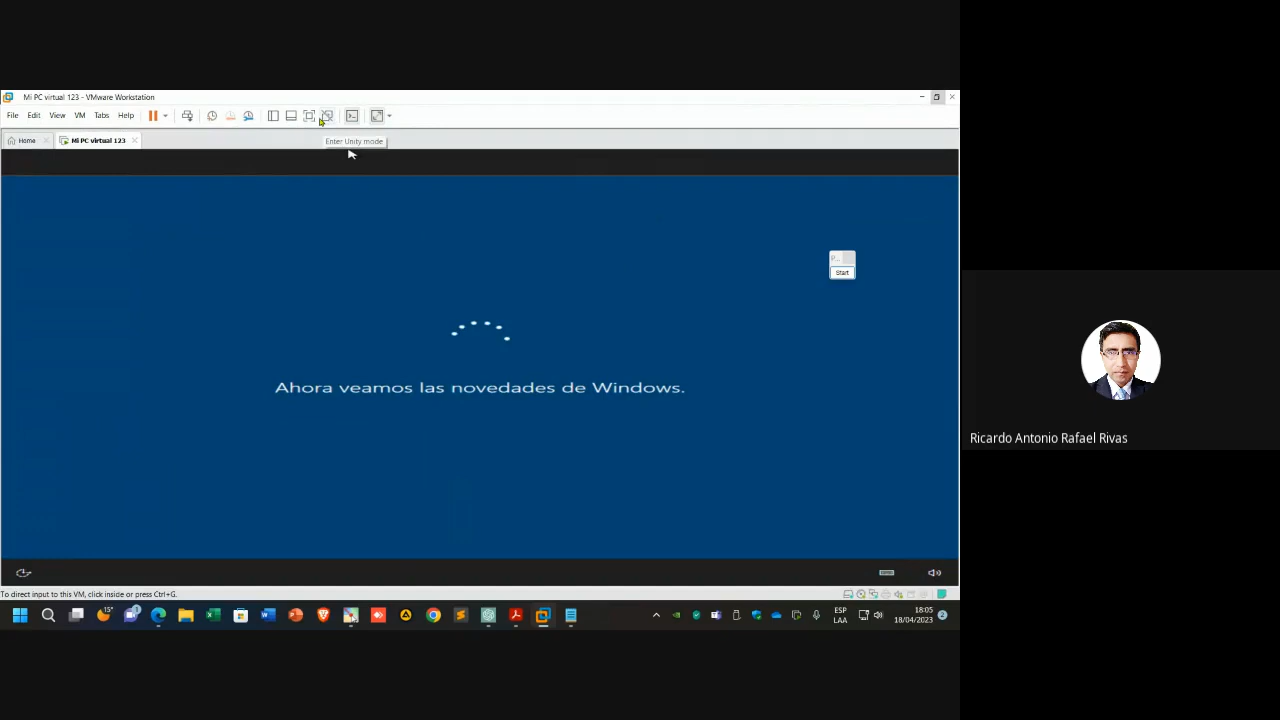 Mi PC virtual 123 - VMware Workstation
File Edit View VM Tabs Help
Home Mi PC virtual 123
Enter Unity mode
P...
Start
Ahora veamos las novedades de Windows.
Ricardo Antonio Rafael Rivas
To direct input to this VM, click inside or press Ctrl+G.
15°
ESP
LAA
18:05
18/04/2023